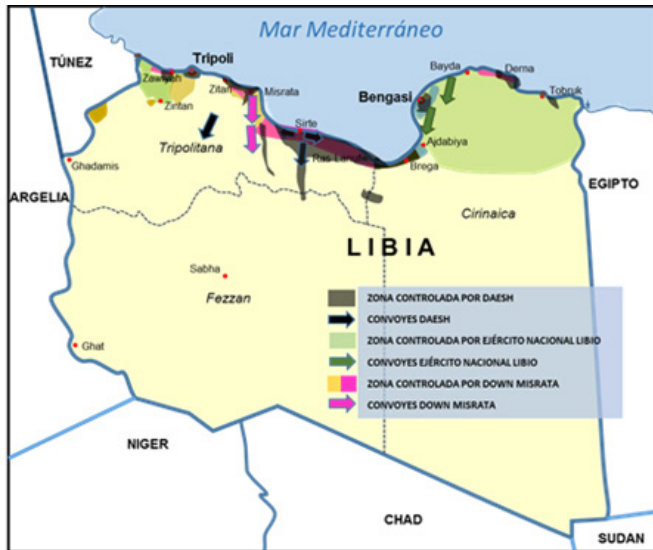 Mar Mediterráneo
TÚNEZ
Tripoli
Zawiyah
Zintan
Zlitan
Misrata
Bayda
Derna
Tobruk
Bengasi
Sirte
Ras Lanuf
Ajdabiya
Brega
Tripolitana
Ghadamis
ARGELIA
EGIPTO
Cirinaica
LIBIA
Sabha
Fezzan
Ghat
ZONA CONTROLADA POR DAESH
CONVOYES DAESH
ZONA CONTROLADA POR EJÉRCITO NACIONAL LIBIO
CONVOYES EJÉRCITO NACIONAL LIBIO
ZONA CONTROLADA POR DOWN MISRATA
CONVOYES DOWN MISRATA
NIGER
CHAD
SUDAN